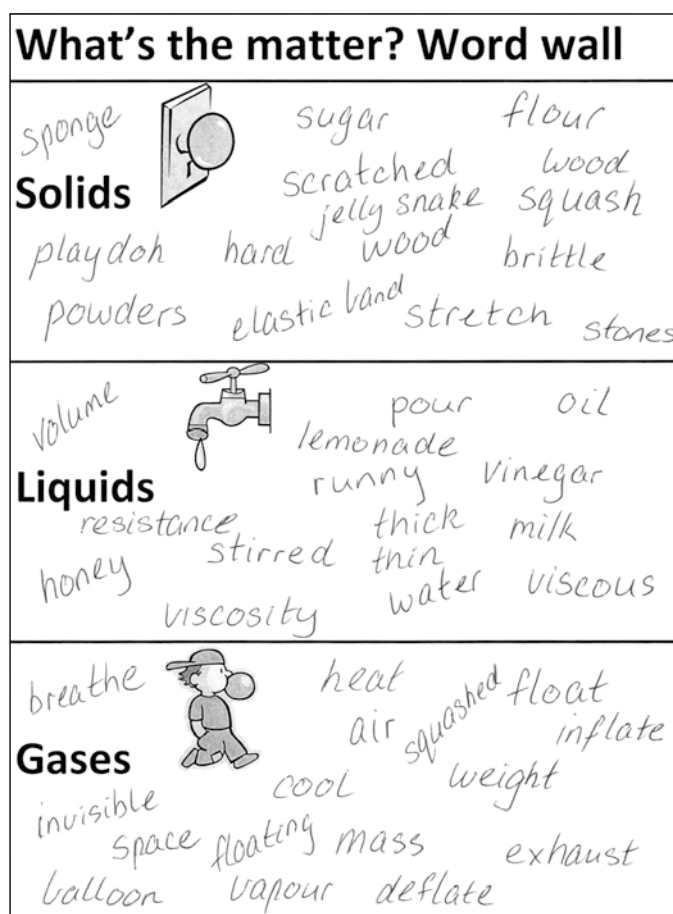 What's the matter? Word wall
sponge sugar flour
scratched wood
Solids jelly snake squash
playdoh hard wood brittle
powders elastic band stretch stones
volume pour oil
lemonade
Liquids runny vinegar
resistance thick milk
honey stirred thin
viscosity water viscous
breathe heat squashed float
air inflate
Gases cool weight
invisible
space floating mass exhaust
balloon vapour deflate